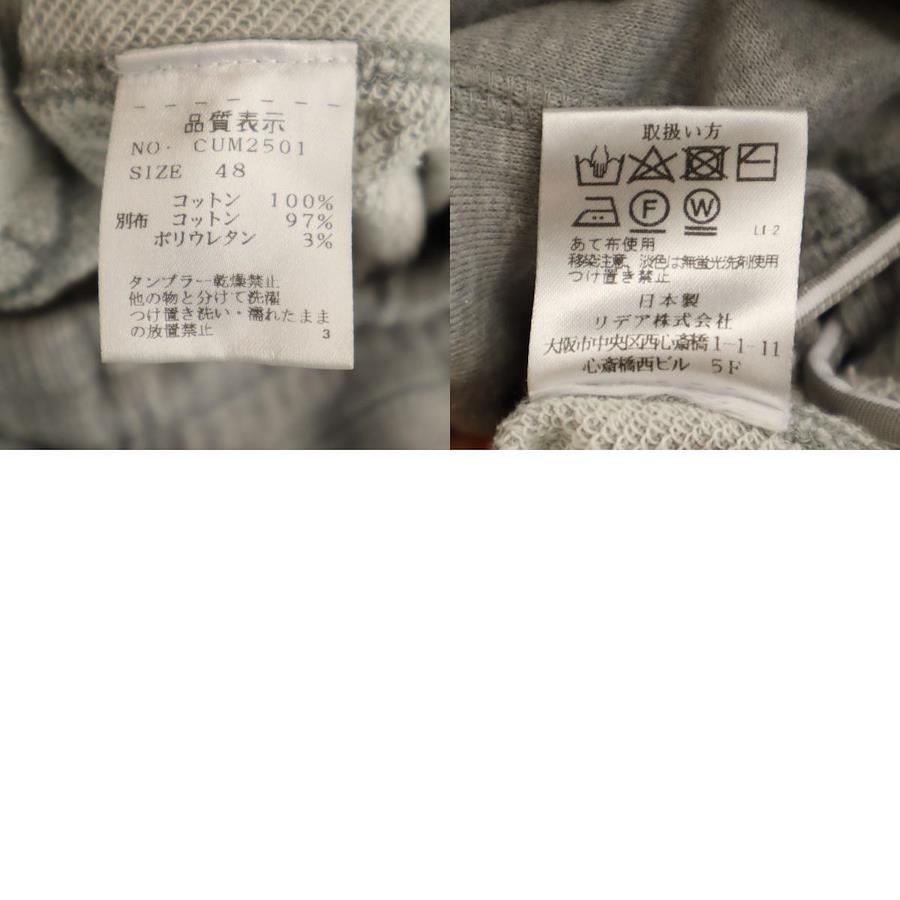 品質表示
NO. CUM2501
SIZE 48
コットン 100%
別布 コットン 97%
ポリウレタン 3%
タンブラー乾燥禁止
他の物と分けて洗濯
つけ置き洗い・濡れたまま
の放置禁止 3
取扱い方
F W
LI-2
あて布使用
移染注意、淡色は無蛍光洗剤使用
つけ置き禁止
日本製
リデア株式会社
大阪市中央区西心斎橋1-1-11
心斎橋西ビル 5F